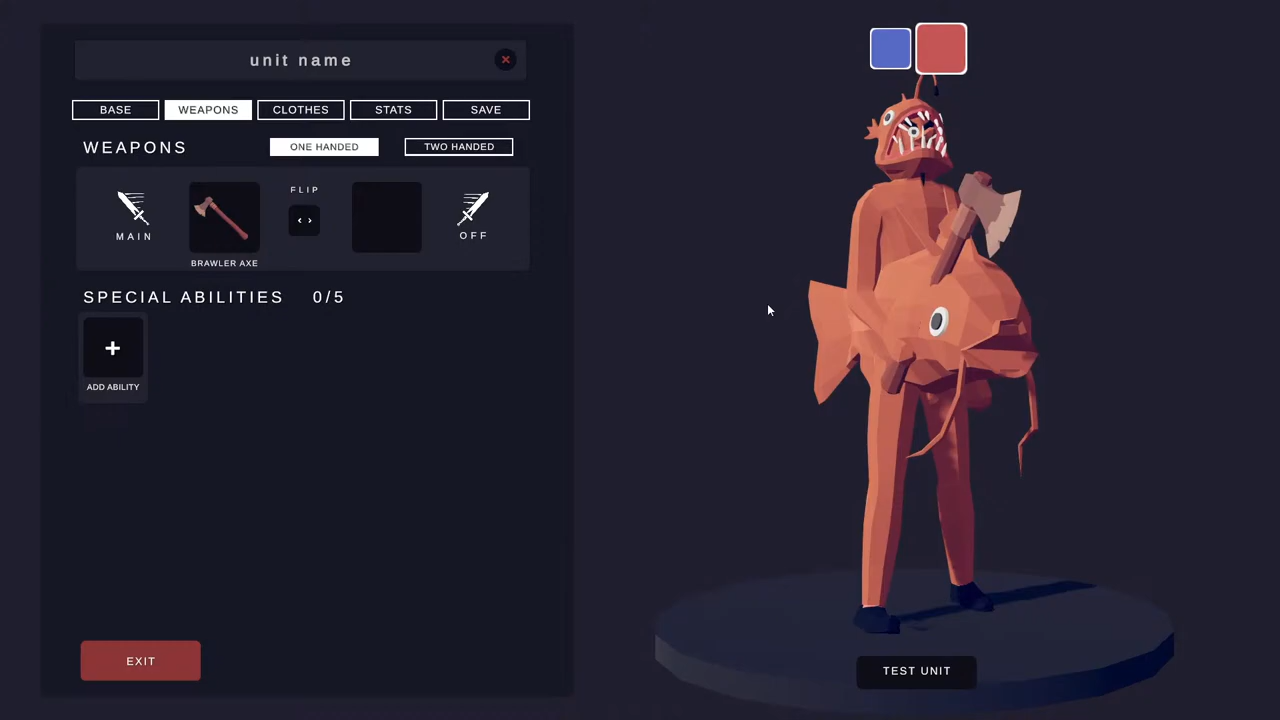 unit name
BASE
WEAPONS
CLOTHES
STATS
SAVE
WEAPONS
ONE HANDED
TWO HANDED
MAIN
FLIP
OFF
BRAWLER AXE
SPECIAL ABILITIES 0/5
ADD ABILITY
EXIT
TEST UNIT